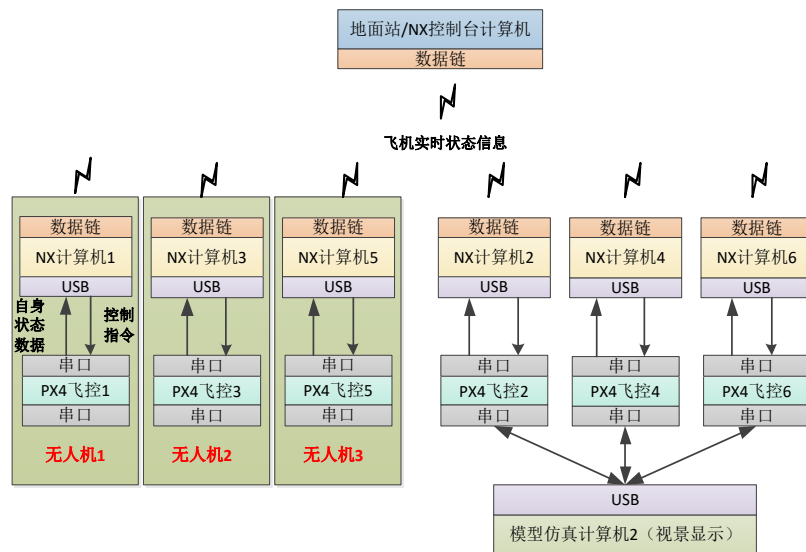 地面站/NX控制台计算机
数据链
飞机实时状态信息
数据链
NX计算机1
USB
自身
状态
数据
控制
指令
串口
PX4飞控1
串口
无人机1
数据链
NX计算机3
USB
串口
PX4飞控3
串口
无人机2
数据链
NX计算机5
USB
串口
PX4飞控5
串口
无人机3
数据链
NX计算机2
USB
串口
PX4飞控2
串口
数据链
NX计算机4
USB
串口
PX4飞控4
串口
数据链
NX计算机6
USB
串口
PX4飞控6
串口
USB
模型仿真计算机2（视景显示）